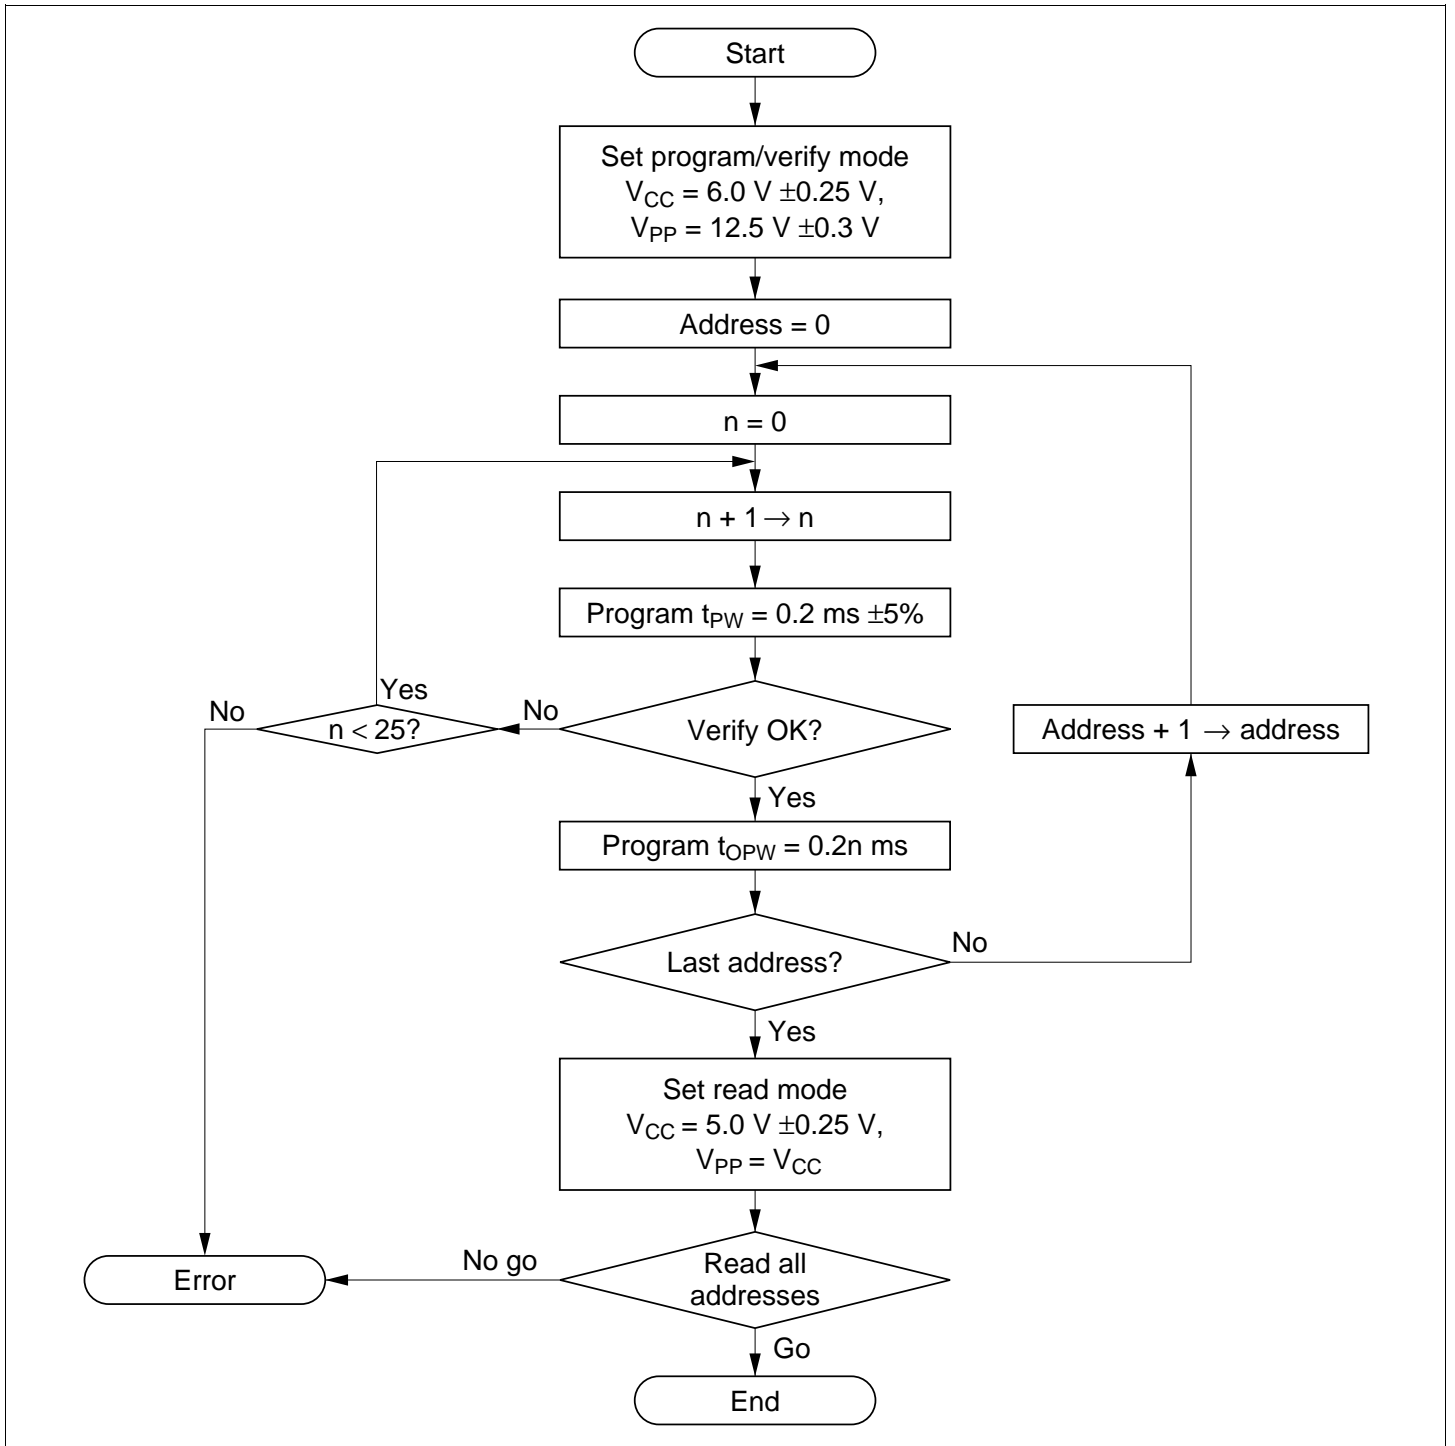 Start
Set program/verify mode
VCC = 6.0 V ±0.25 V,
VPP = 12.5 V ±0.3 V
Address = 0
n = 0
n + 1 → n
Program tPW = 0.2 ms ±5%
Yes
No
n < 25?
No
Verify OK?
Address + 1 → address
Yes
Program tOPW = 0.2n ms
Last address?
No
Yes
Set read mode
VCC = 5.0 V ±0.25 V,
VPP = VCC
Error
No go
Read all
addresses
Go
End